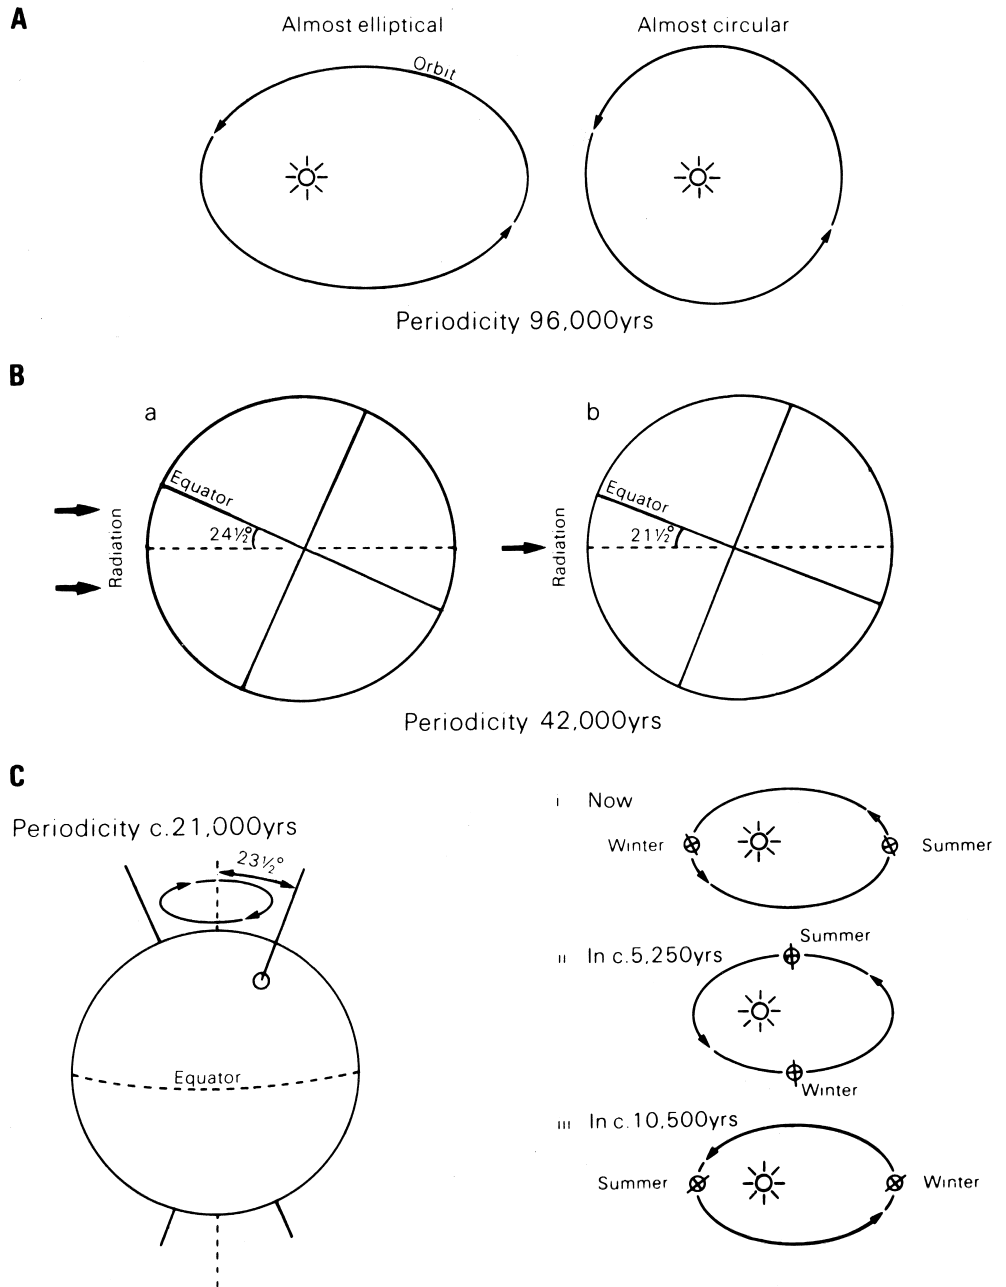 A
Almost elliptical
Almost circular
Orbit
Periodicity 96,000yrs
B
a
b
Equator
24½°
Radiation
Equator
21½°
Radiation
Periodicity 42,000yrs
C
Periodicity c.21,000yrs
23½°
Equator
i Now
Winter
Summer
ii In c.5,250yrs
Summer
Winter
iii In c.10,500yrs
Summer
Winter